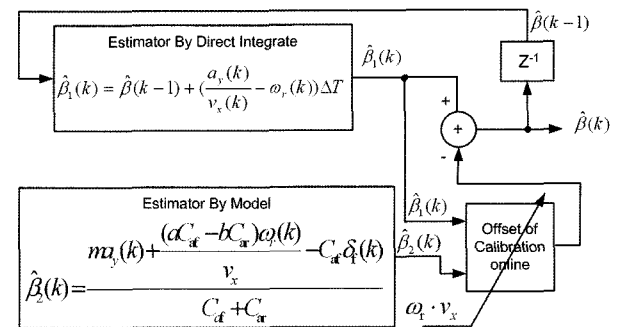 β̂(k−1)
Estimator By Direct Integrate
β̂₁(k)
β̂₁(k) = β̂(k−1) + (a_y(k)/v_x(k) − ω_r(k))ΔT
Z⁻¹
+
+
-
β̂(k)
Estimator By Model
β̂₂(k) = (ma_y(k) + (aC_af − bC_ar)ω_r(k)/v_x − C_af δ_f(k))/(C_af + C_ar)
β̂₁(k)
β̂₂(k)
Offset of
Calibration
online
ω_r · v_x